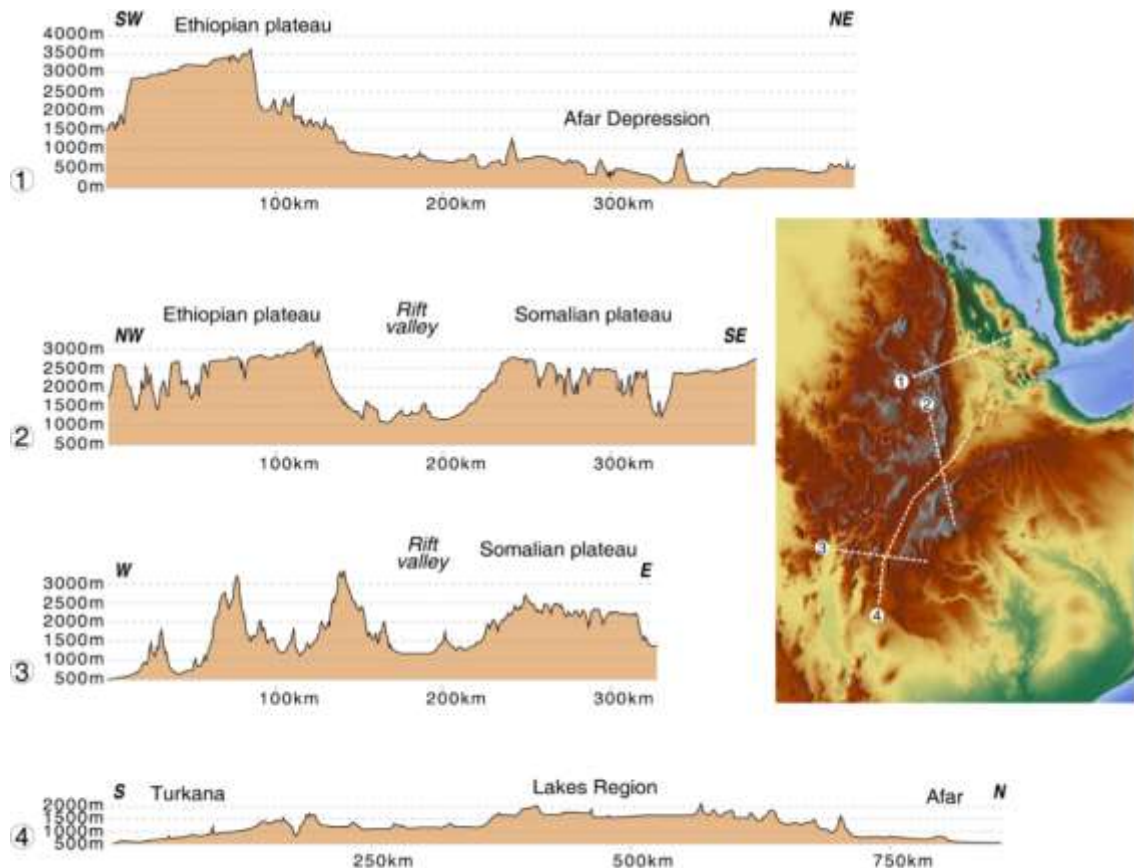 SW
Ethiopian plateau
NE
4000m
3500m
3000m
2500m
2000m
1500m
1000m
500m
0m
Afar Depression
1
100km
200km
300km
NW
Ethiopian plateau
Rift
valley
Somalian plateau
SE
3000m
2500m
2000m
1500m
1000m
500m
2
100km
200km
300km
W
Rift
valley
Somalian plateau
E
3000m
2500m
2000m
1500m
1000m
500m
3
100km
200km
300km
1
2
3
4
S
Turkana
Lakes Region
Afar
N
2000m
1500m
1000m
500m
4
250km
500km
750km